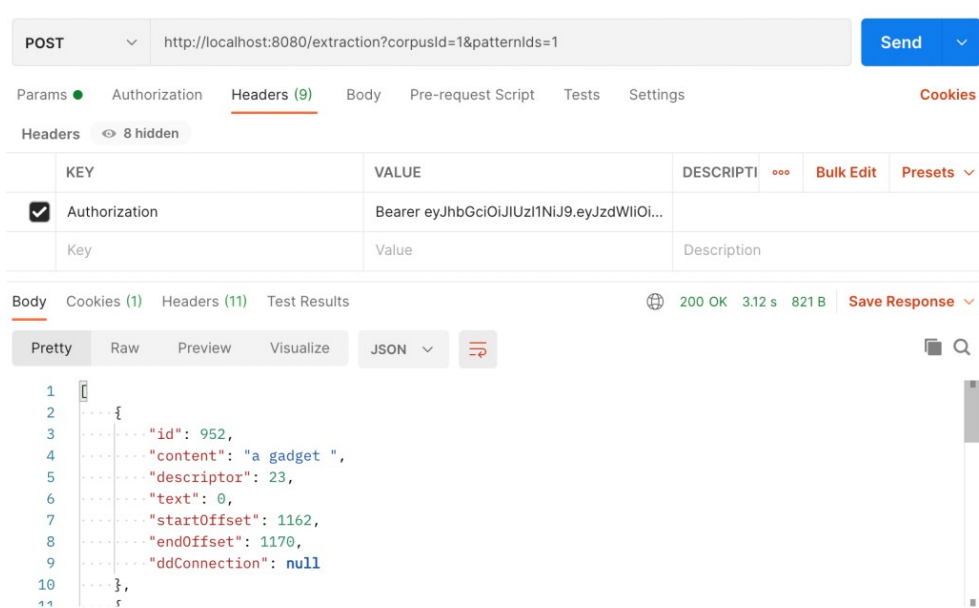 POST http://localhost:8080/extraction?corpusId=1&patternIds=1 Send
Params Authorization Headers (9) Body Pre-request Script Tests Settings Cookies
Headers 8 hidden
KEY VALUE DESCRIPTI ooo Bulk Edit Presets
Authorization Bearer eyJhbGciOiJIUzI1NiJ9.eyJzdWIiOi...
Key Value Description
Body Cookies (1) Headers (11) Test Results 200 OK 3.12 s 821 B Save Response
Pretty Raw Preview Visualize JSON
1 [
2 {
3 "id": 952,
4 "content": "a gadget ",
5 "descriptor": 23,
6 "text": 0,
7 "startOffset": 1162,
8 "endOffset": 1170,
9 "ddConnection": null
10 },
11 {